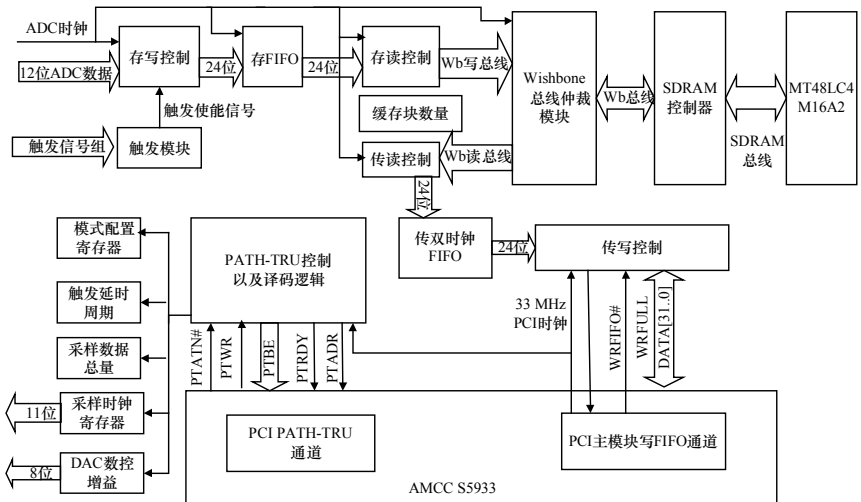 ADC时钟
12位ADC数据
存写控制
24位
存FIFO
24位
存读控制
Wb写总线
Wishbone
总线仲裁
模块
Wb总线
SDRAM
控制器
SDRAM
总线
MT48LC4
M16A2
触发使能信号
触发信号组
触发模块
缓存块数量
传读控制
Wb读总线
24位
传双时钟
FIFO
24位
传写控制
模式配置
寄存器
触发延时
周期
采样数据
总量
采样时钟
寄存器
11位
DAC数控
增益
8位
PATH-TRU控制
以及译码逻辑
PTATN#
PTWR
PTBE
PTRDY
PTADR
33 MHz
PCI时钟
WRFIFO#
WRFULL
DATA[31..0]
PCI PATH-TRU
通道
PCI主模块写FIFO通道
AMCC S5933